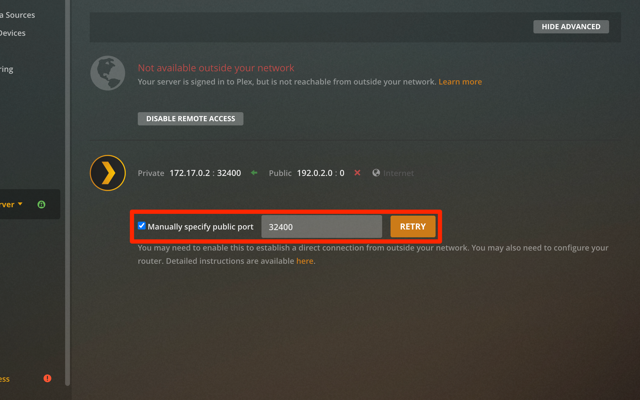 a Sources
Devices
ring
rver
ess
HIDE ADVANCED
Not available outside your network
Your server is signed in to Plex, but is not reachable from outside your network. Learn more
DISABLE REMOTE ACCESS
Private 172.17.0.2 : 32400 Public 192.0.2.0 : 0 Internet
Manually specify public port 32400 RETRY
You may need to enable this to establish a direct connection from outside your network. You may also need to configure your
router. Detailed instructions are available here.